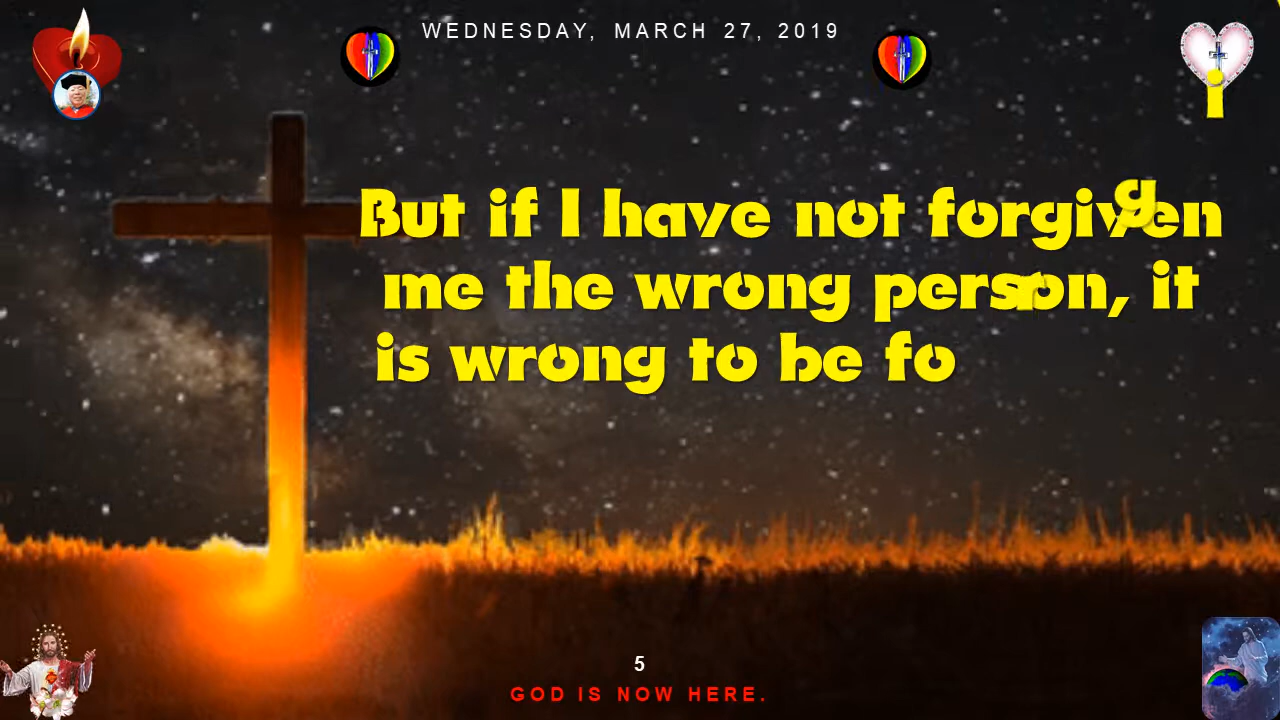 WEDNESDAY, MARCH 27, 2019
But if I have not forgiven
me the wrong person, it
is wrong to be fo
5
GOD IS NOW HERE.